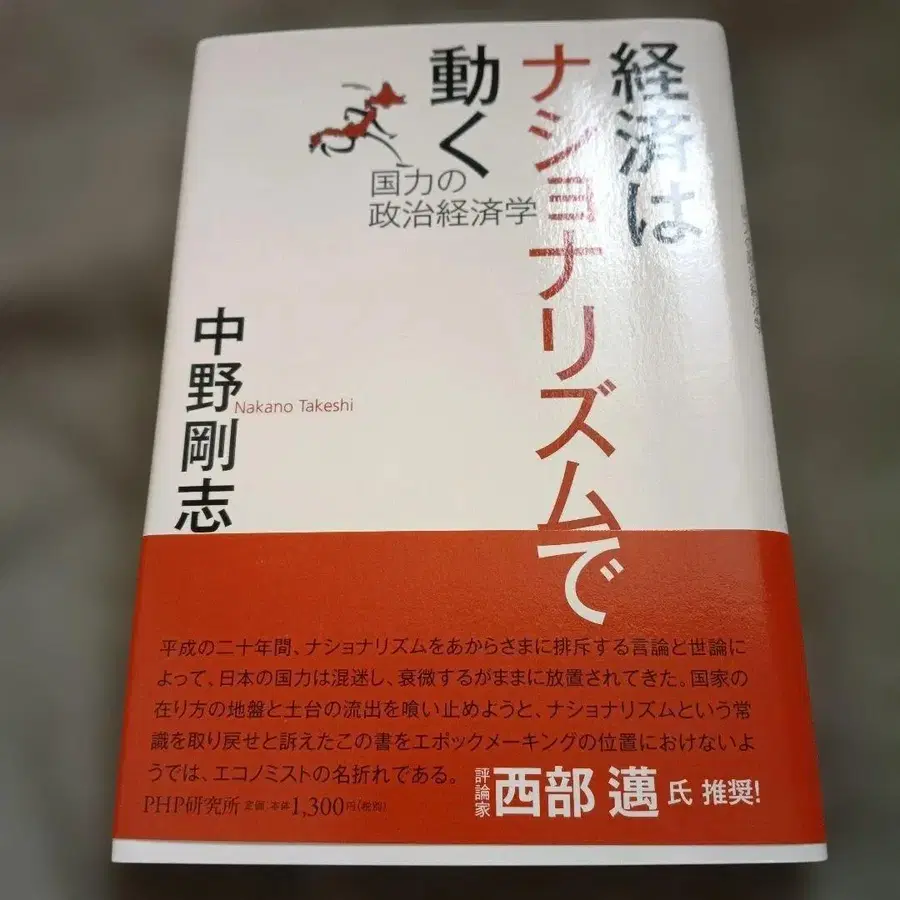 経済は
ナショナリズムで
動く
国力の
政治経済学
中野剛志
Nakano Takeshi
平成の二十年間、ナショナリズムをあからさまに排斥する言論と世論に
よって、日本の国力は混迷し、衰微するがままに放置されてきた。国家の
在り方の地盤と土台の流出を喰い止めようと、ナショナリズムという常
識を取り戻せと訴えたこの書をエポックメーキングの位置におけないよ
うでは、エコノミストの名折れである。
評論家 西部 邁 氏 推奨!
PHP研究所 定価:本体1,300円(税別)